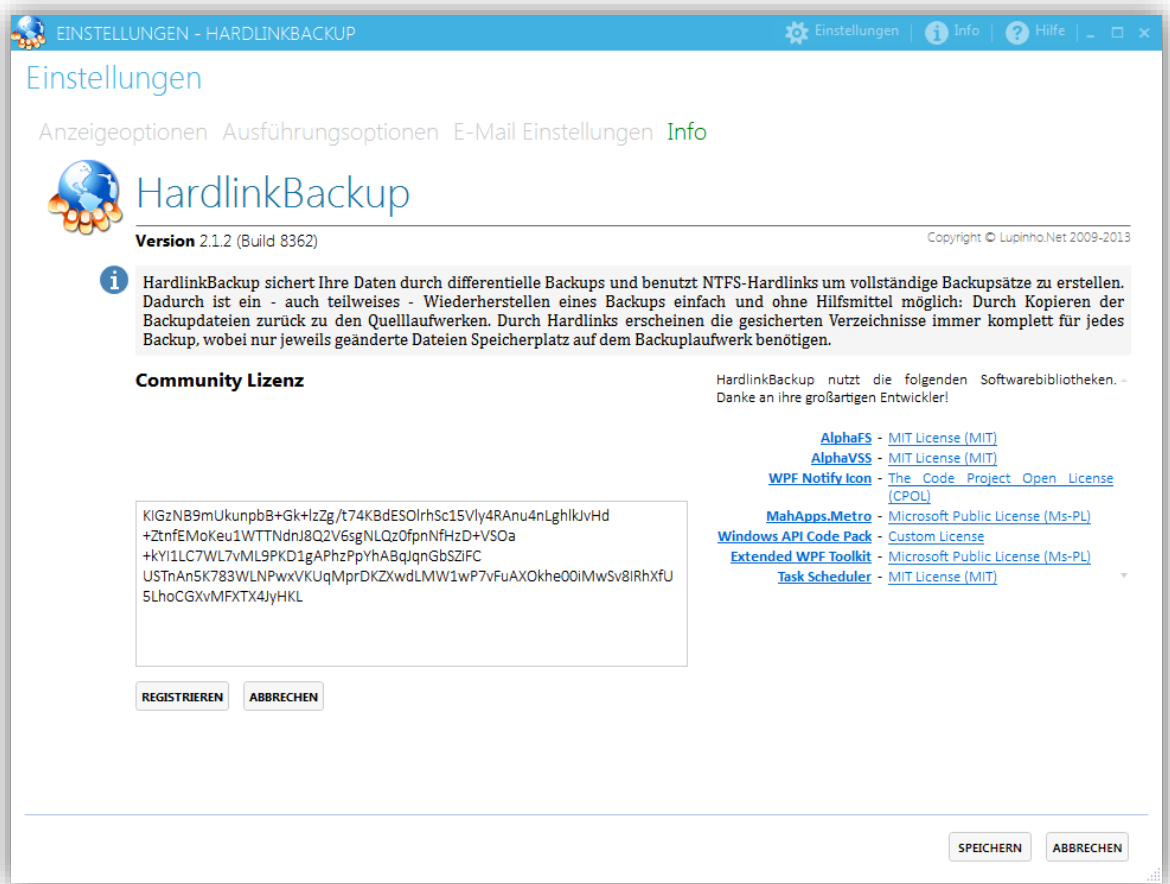 EINSTELLUNGEN - HARDLINKBACKUP
Einstellungen | Info | Hilfe
Einstellungen
Anzeigeoptionen Ausführungsoptionen E-Mail Einstellungen Info
HardlinkBackup
Version 2.1.2 (Build 8362)
Copyright © Lupinho.Net 2009-2013
HardlinkBackup sichert Ihre Daten durch differentielle Backups und benutzt NTFS-Hardlinks um vollständige Backupsätze zu erstellen.
Dadurch ist ein - auch teilweises - Wiederherstellen eines Backups einfach und ohne Hilfsmittel möglich: Durch Kopieren der
Backupdateien zurück zu den Quelllaufwerken. Durch Hardlinks erscheinen die gesicherten Verzeichnisse immer komplett für jedes
Backup, wobei nur jeweils geänderte Dateien Speicherplatz auf dem Backuplaufwerk benötigen.
Community Lizenz
KIGzNB9mUkunpbB+Gk+lzZg/t74KBdESOlrhSc15Vly4RAnu4nLghlkJvHd
+ZtnfEMoKeu1WTTNdnJ8Q2V6sgNLQz0fpnNfHzD+VSOa
+kYI1LC7WL7vML9PKD1gAPhzPpYhABqJqnGbSZiFC
USTnAn5K783WLNPwxVKUqMprDKZXwdLMW1wP7vFuAXOkhe00iMwSv8IRhXfU
5LhoCGXvMFXTX4JyHKL
REGISTRIEREN ABBRECHEN
HardlinkBackup nutzt die folgenden Softwarebibliotheken.
Danke an ihre großartigen Entwickler!
AlphaFS - MIT License (MIT)
AlphaVSS - MIT License (MIT)
WPF Notify Icon - The Code Project Open License
(CPOL)
MahApps.Metro - Microsoft Public License (Ms-PL)
Windows API Code Pack - Custom License
Extended WPF Toolkit - Microsoft Public License (Ms-PL)
Task Scheduler - MIT License (MIT)
SPEICHERN ABBRECHEN